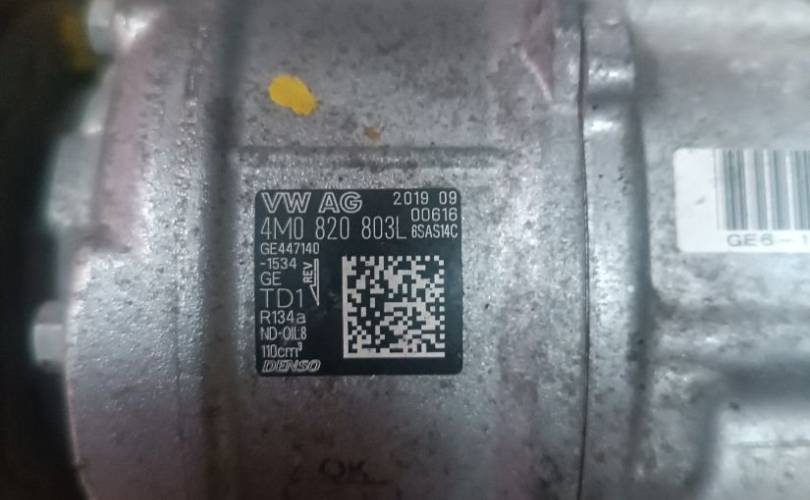 VW AG 2019 09
00616
4M0 820 803L 6SAS14C
GE447140
-1534
REV
GE
TD1
R134a
ND-OIL8
110cm³
DENSO
GE6-
OK